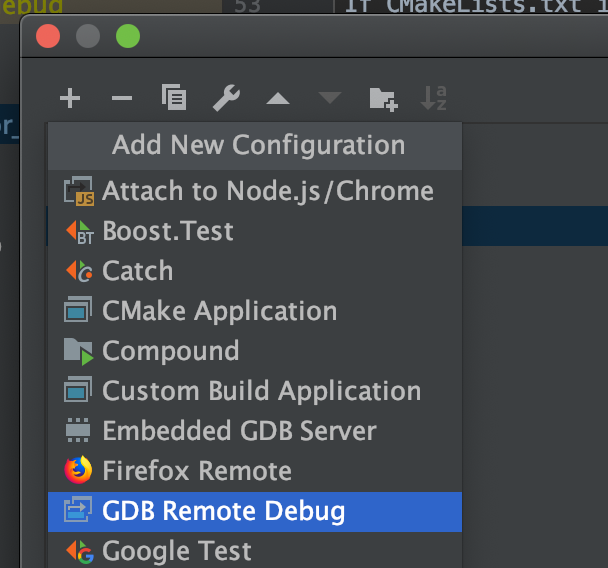 ebug
53
If CMakeLists.txt i
or_
Add New Configuration
Attach to Node.js/Chrome
Boost.Test
Catch
CMake Application
Compound
Custom Build Application
Embedded GDB Server
Firefox Remote
GDB Remote Debug
Google Test